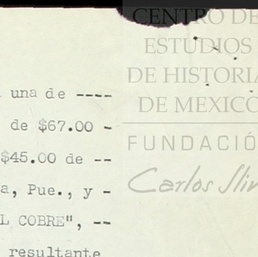 CENTRO DE
ESTUDIOS
DE HISTORIA
DE MEXICO
FUNDACIÓ
Carlos Slim
una de ----
de $67.00 -
$45.00 de --
a, Pue., y -
L COBRE", --
resultante